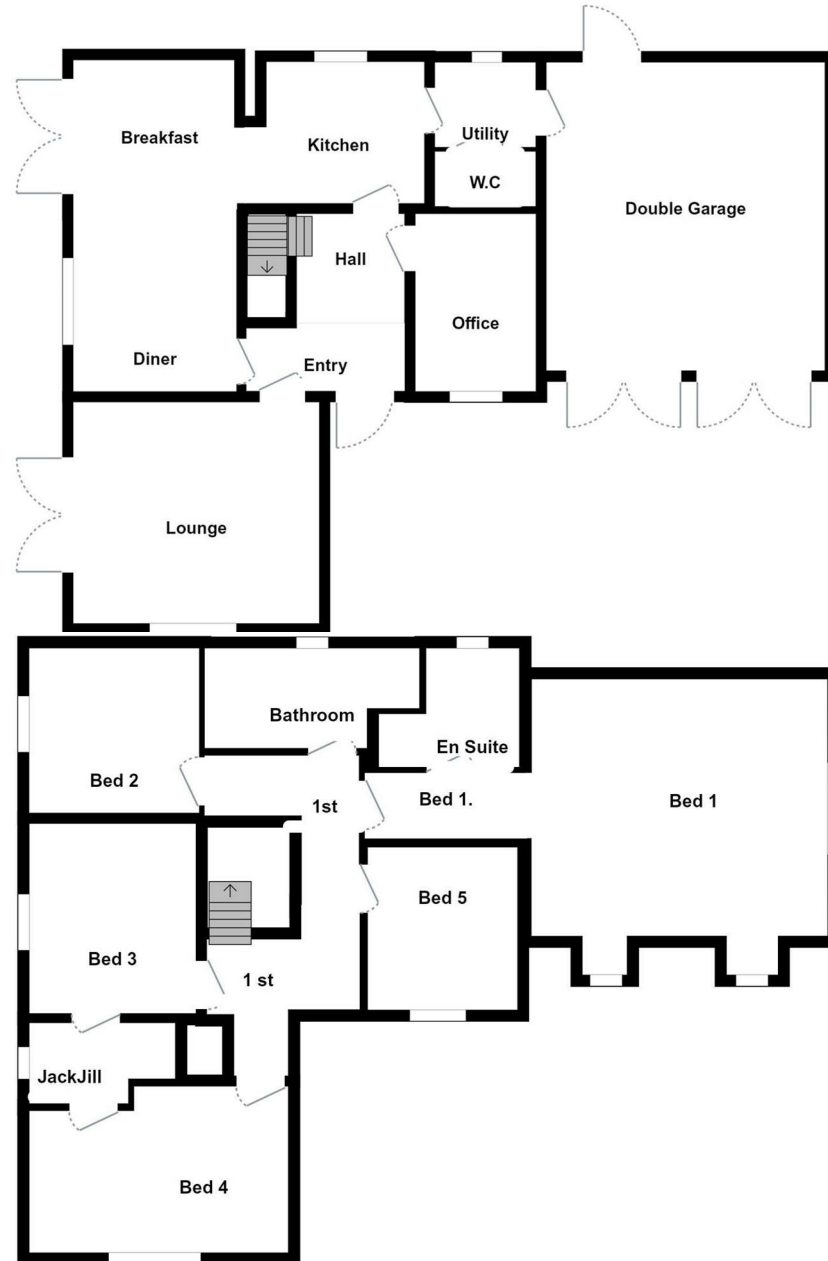 Breakfast
Kitchen
Utility
W.C
Double Garage
Hall
Office
Diner
Entry
Lounge
Bathroom
En Suite
Bed 2
1st
Bed 1.
Bed 1
Bed 5
Bed 3
1 st
JackJill
Bed 4